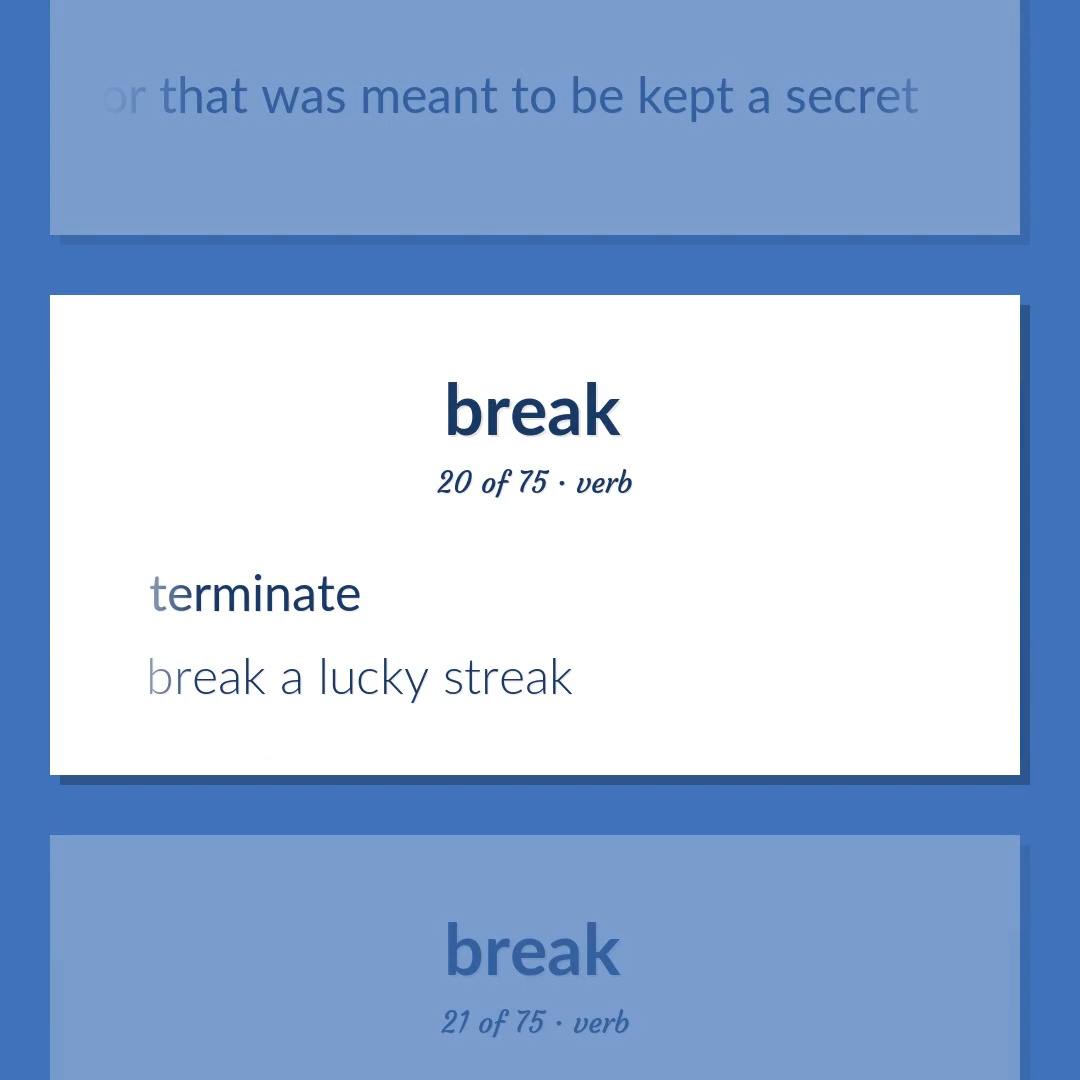 or that was meant to be kept a secret
break
20 of 75 · verb
terminate
break a lucky streak
break
21 of 75 · verb